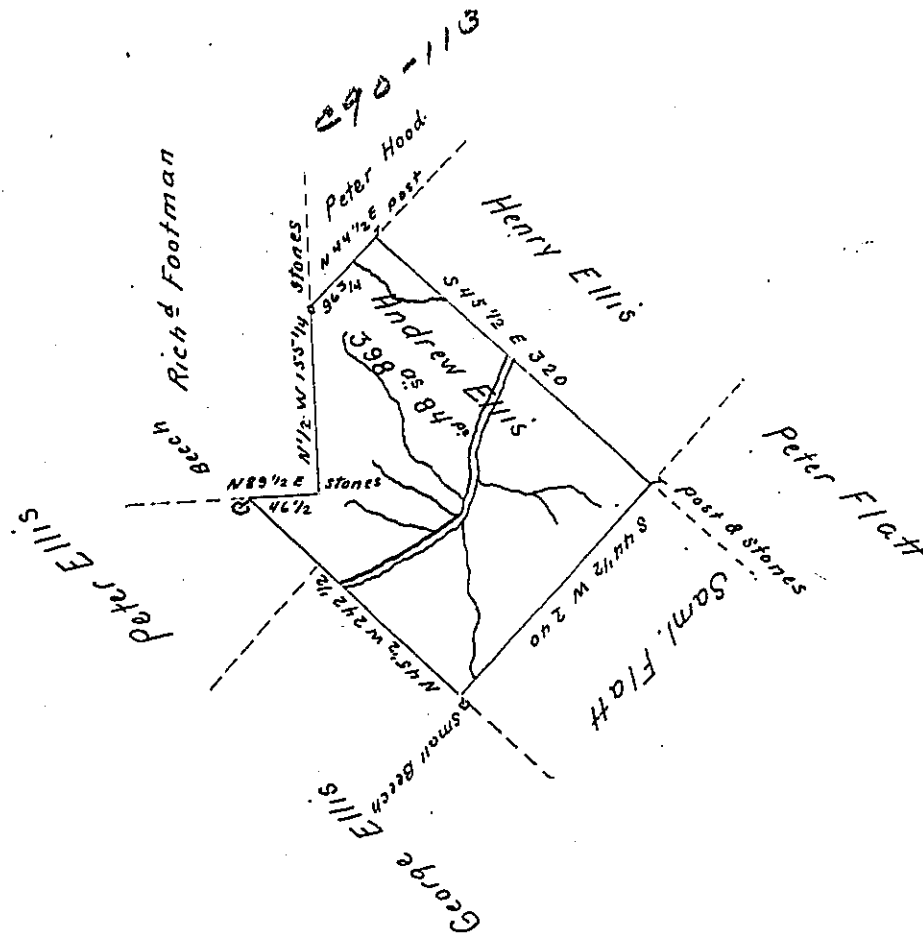 C90-113
Peter Hood.
Richd Footman
stones
N 44 1/2 E post
96 3/4
Henry Ellis
S 45 1/2 E 320
Andrew Ellis
398 as 84 ps
N 1/2 W 155 1/4
Beech
N 89 1/2 E stones
46 1/2
Peter Ellis
Peter Flatt
post & stones
S 44 1/2 W 240
Saml. Flatt
N 45 1/2 W 242 1/2
Small Beech
George Ellis